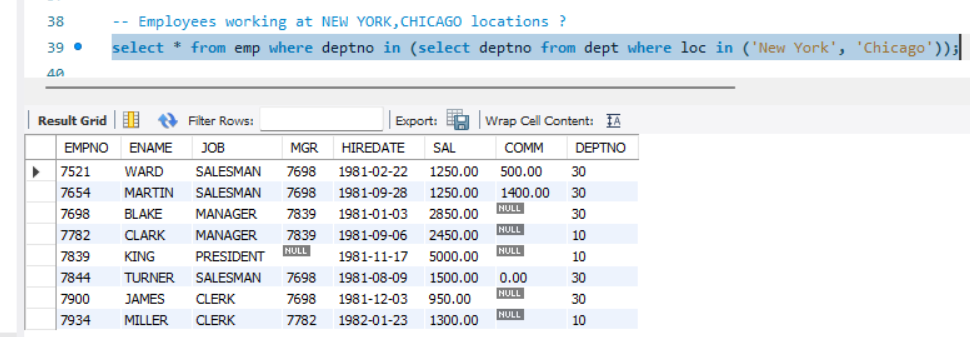 38 -- Employees working at NEW YORK,CHICAGO locations ?
39 select * from emp where deptno in (select deptno from dept where loc in ('New York', 'Chicago'));
40
Result Grid Filter Rows: Export: Wrap Cell Content: IA
EMPNO ENAME JOB MGR HIREDATE SAL COMM DEPTNO
7521 WARD SALESMAN 7698 1981-02-22 1250.00 500.00 30
7654 MARTIN SALESMAN 7698 1981-09-28 1250.00 1400.00 30
7698 BLAKE MANAGER 7839 1981-01-03 2850.00 NULL 30
7782 CLARK MANAGER 7839 1981-09-06 2450.00 NULL 10
7839 KING PRESIDENT NULL 1981-11-17 5000.00 NULL 10
7844 TURNER SALESMAN 7698 1981-08-09 1500.00 0.00 30
7900 JAMES CLERK 7698 1981-12-03 950.00 NULL 30
7934 MILLER CLERK 7782 1982-01-23 1300.00 NULL 10